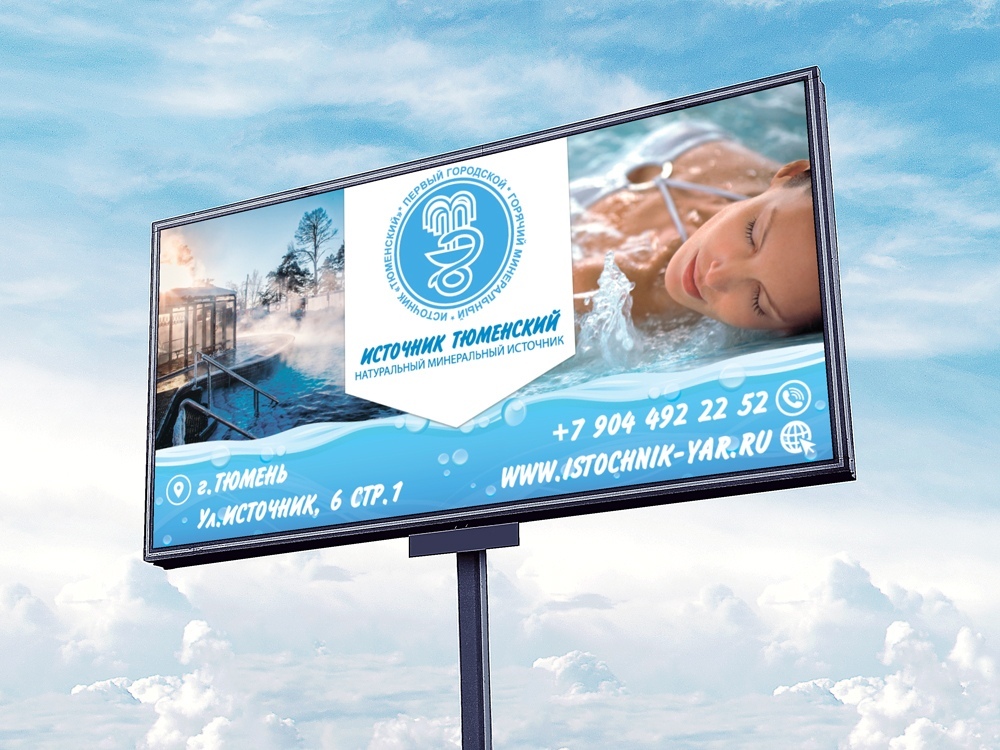 ПЕРВЫЙ ГОРОДСКОЙ * ГОРЯЧИЙ МИНЕРАЛЬНЫЙ * ИСТОЧНИК «ТЮМЕНСКИЙ» *
ИСТОЧНИК ТЮМЕНСКИЙ
НАТУРАЛЬНЫЙ МИНЕРАЛЬНЫЙ ИСТОЧНИК
+7 904 492 22 52
WWW.ISTOCHNIK-YAR.RU
г. ТЮМЕНЬ
Ул.ИСТОЧНИК, 6 СТР.1